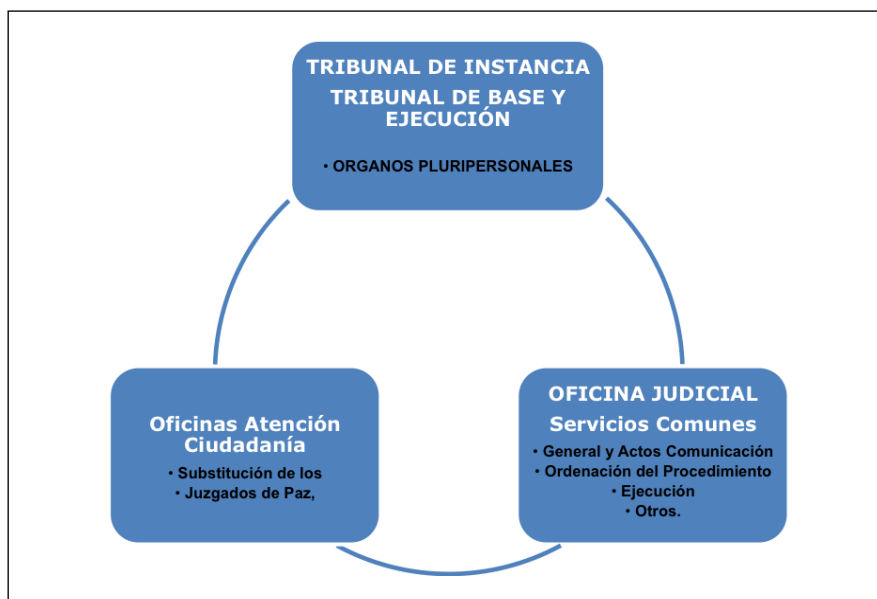 TRIBUNAL DE INSTANCIA
TRIBUNAL DE BASE Y
EJECUCIÓN
• ORGANOS PLURIPERSONALES
Oficinas Atención
Ciudadanía
• Substitución de los
• Juzgados de Paz,
OFICINA JUDICIAL
Servicios Comunes
• General y Actos Comunicación
• Ordenación del Procedimiento
• Ejecución
• Otros.